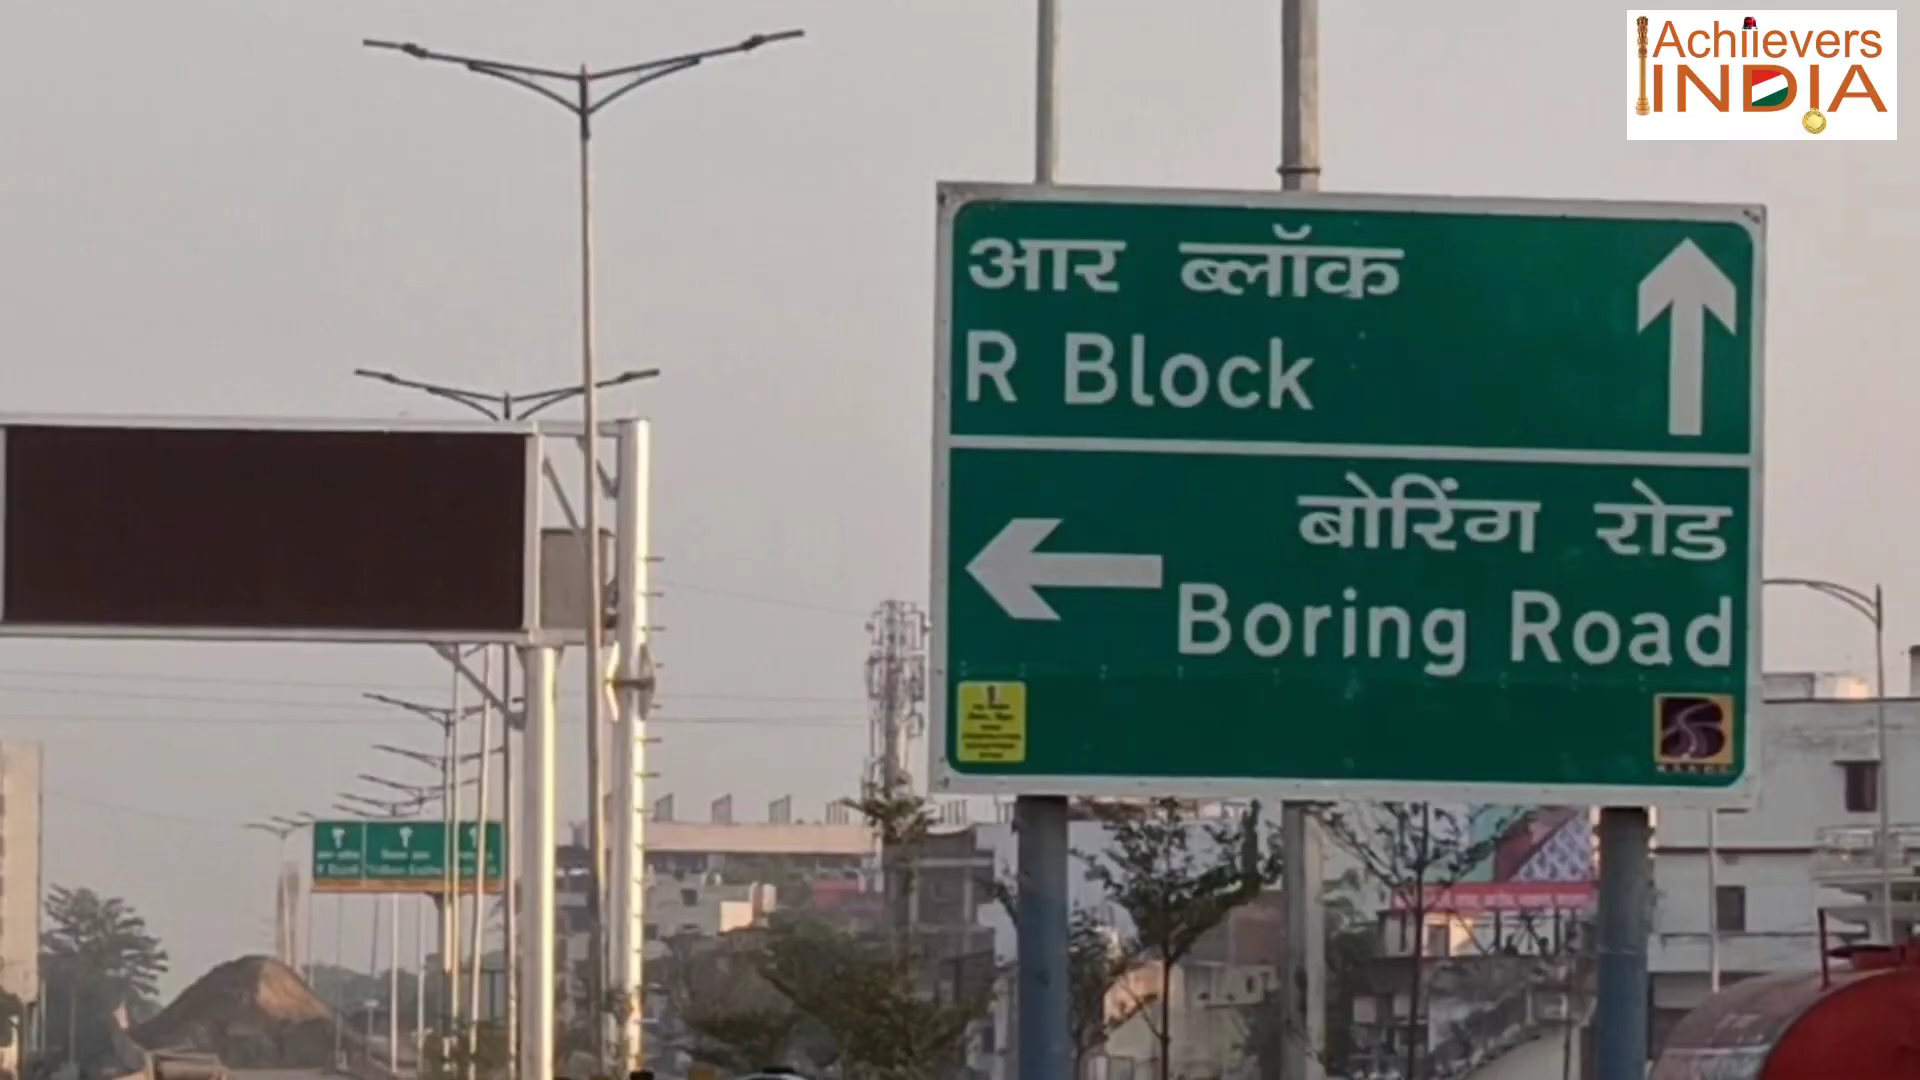 Achiievers
INDIA
आर ब्लॉक
R Block
बोरिंग रोड
Boring Road